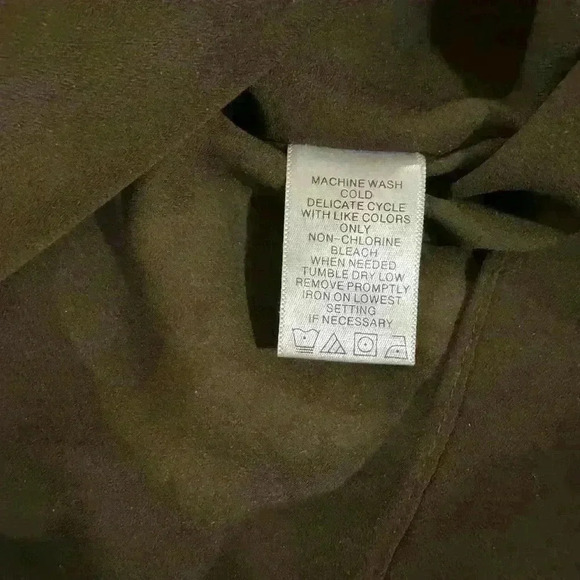 MACHINE WASH
COLD
DELICATE CYCLE
WITH LIKE COLORS
ONLY
NON-CHLORINE
BLEACH
WHEN NEEDED
TUMBLE DRY LOW
REMOVE PROMPTLY
IRON ON LOWEST
SETTING
IF NECESSARY